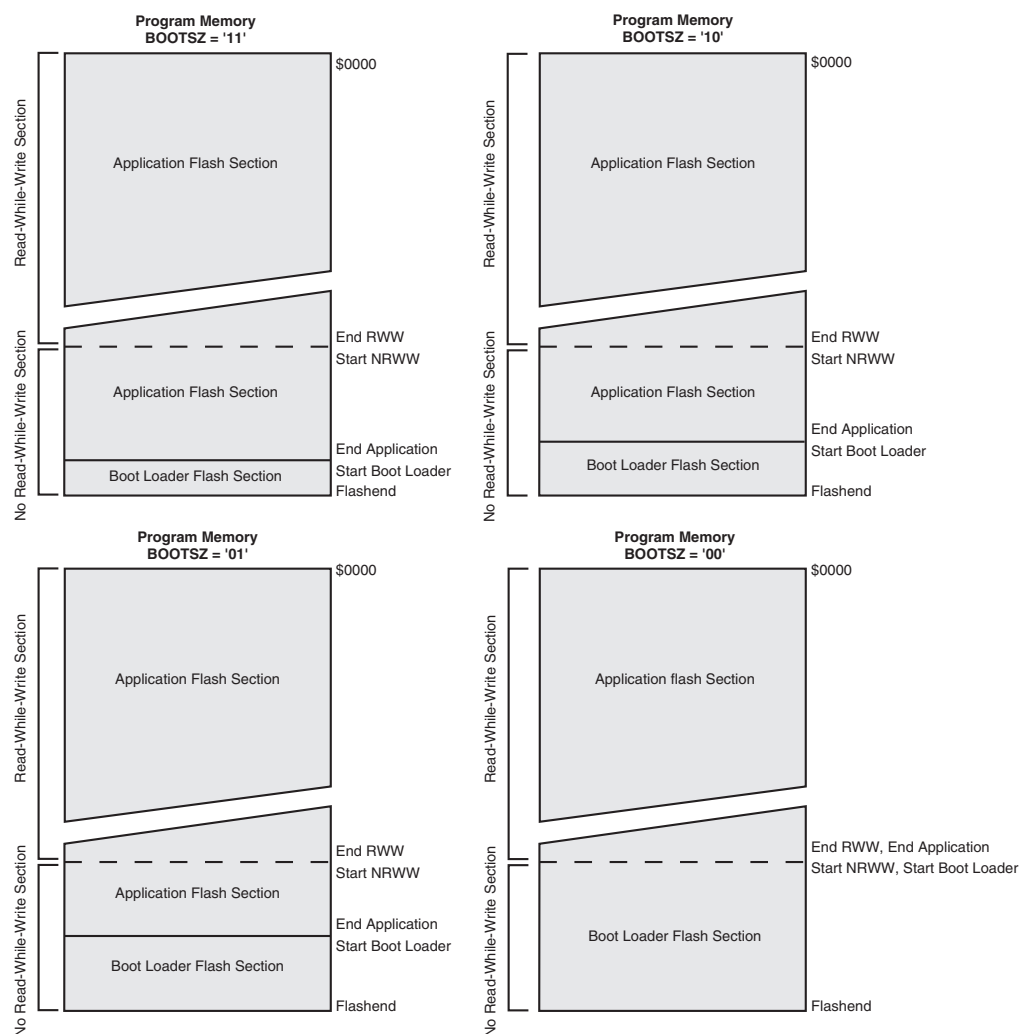 Program Memory
BOOTSZ = '11'
$0000
Read-While-Write Section
Application Flash Section
End RWW
Start NRWW
No Read-While-Write Section
Application Flash Section
End Application
Start Boot Loader
Boot Loader Flash Section
Flashend
Program Memory
BOOTSZ = '10'
$0000
Read-While-Write Section
Application Flash Section
End RWW
Start NRWW
No Read-While-Write Section
Application Flash Section
End Application
Start Boot Loader
Boot Loader Flash Section
Flashend
Program Memory
BOOTSZ = '01'
$0000
Read-While-Write Section
Application Flash Section
End RWW
Start NRWW
No Read-While-Write Section
Application Flash Section
End Application
Start Boot Loader
Boot Loader Flash Section
Flashend
Program Memory
BOOTSZ = '00'
$0000
Read-While-Write Section
Application flash Section
End RWW, End Application
Start NRWW, Start Boot Loader
No Read-While-Write Section
Boot Loader Flash Section
Flashend